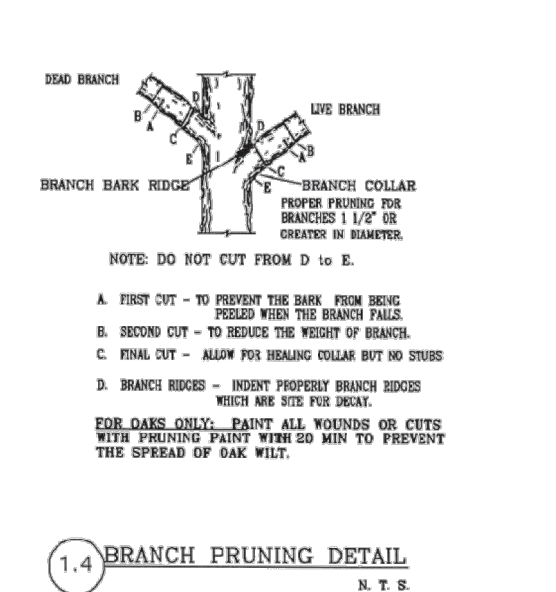 DEAD BRANCH
LIVE BRANCH
D
B
A
C
E
D
B
A
C
E
BRANCH BARK RIDGE
BRANCH COLLAR
PROPER PRUNING FOR
BRANCHES 1 1/2" OR
GREATER IN DIAMETER.
NOTE: DO NOT CUT FROM D to E.
A. FIRST CUT - TO PREVENT THE BARK FROM BEING
PEELED WHEN THE BRANCH FALLS.
B. SECOND CUT - TO REDUCE THE WEIGHT OF BRANCH.
C. FINAL CUT - ALLOW FOR HEALING COLLAR BUT NO STUBS
D. BRANCH RIDGES - INDENT PROPERLY BRANCH RIDGES
WHICH ARE SITE FOR DECAY.
FOR OAKS ONLY: PAINT ALL WOUNDS OR CUTS
WITH PRUNING PAINT WITH 20 MIN TO PREVENT
THE SPREAD OF OAK WILT.
1.4 BRANCH PRUNING DETAIL
N. T. S.